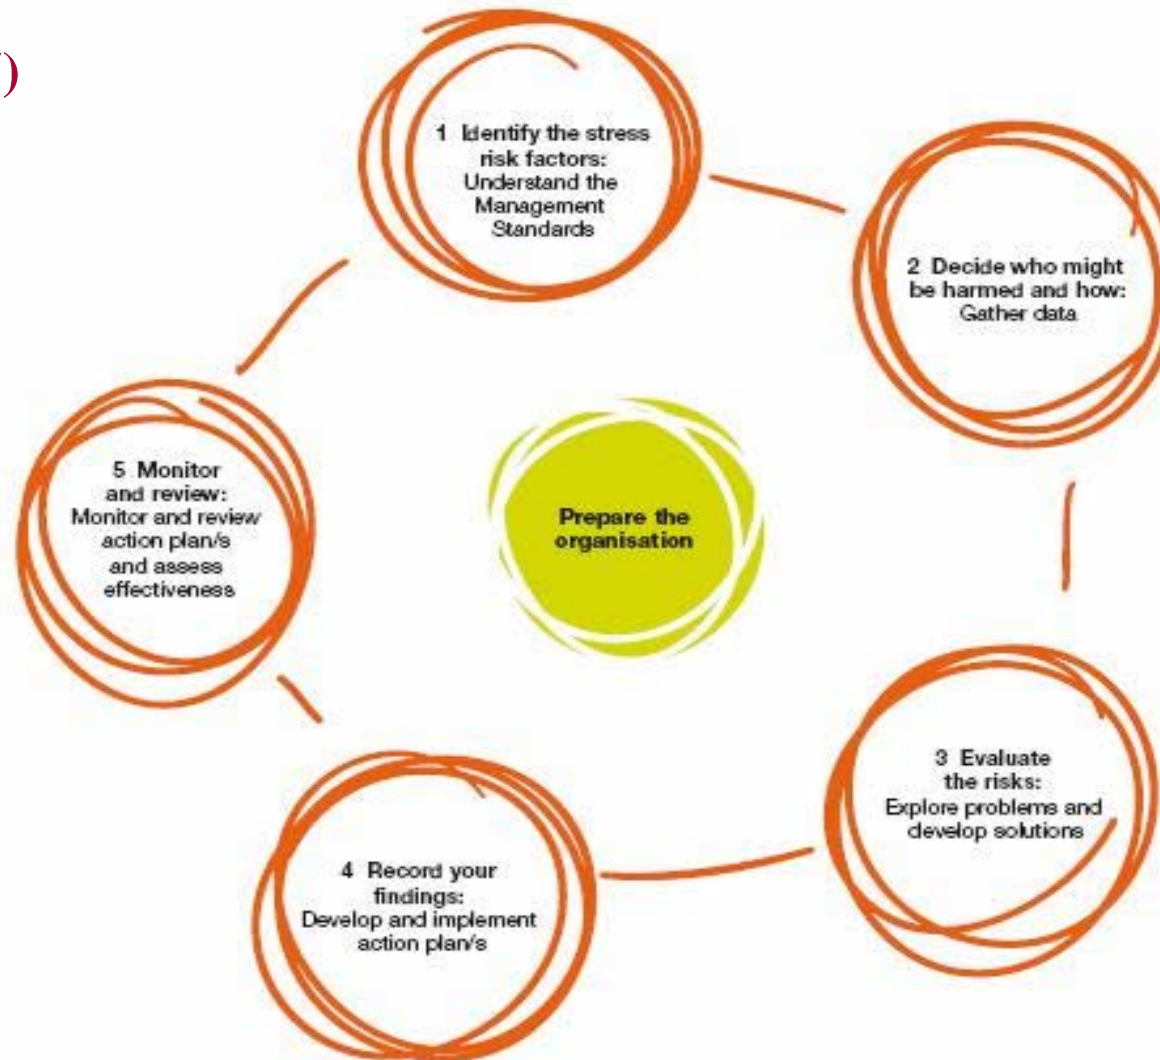 )
1 Identify the stress
risk factors:
Understand the
Management
Standards
2 Decide who might
be harmed and how:
Gather data
3 Evaluate
the risks:
Explore problems and
develop solutions
4 Record your
findings:
Develop and implement
action plan/s
5 Monitor
and review:
Monitor and review
action plan/s
and assess
effectiveness
Prepare the
organisation